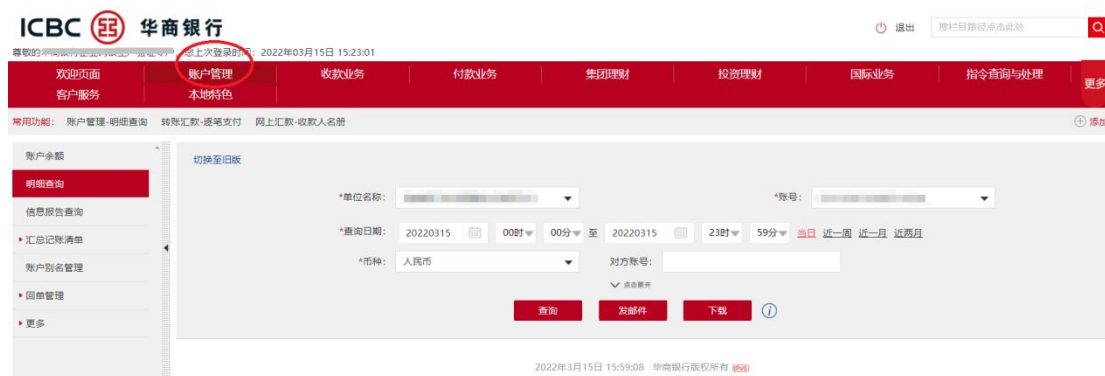 ICBC 华商银行
退出 搜栏目路径点击此处
尊敬的 您上次登录时间：2022年03月15日 15:23:01
欢迎页面 账户管理 收款业务 付款业务 集团理财 投资理财 国际业务 指令查询与处理 更多
客户服务 本地特色
常用功能： 账户管理-明细查询 转账汇款-逐笔支付 网上汇款-收款人名册 添加
账户余额
明细查询
信息报告查询
汇总记账清单
账户别名管理
回单管理
更多
切换至旧版
*单位名称： *账号：
*查询日期： 20220315 00时 00分 至 20220315 23时 59分 当日 近一周 近一月 近两月
*币种： 人民币 对方账号：
点击展开
查询 发邮件 下载
2022年3月15日 15:59:08 华商银行版权所有 IPv6